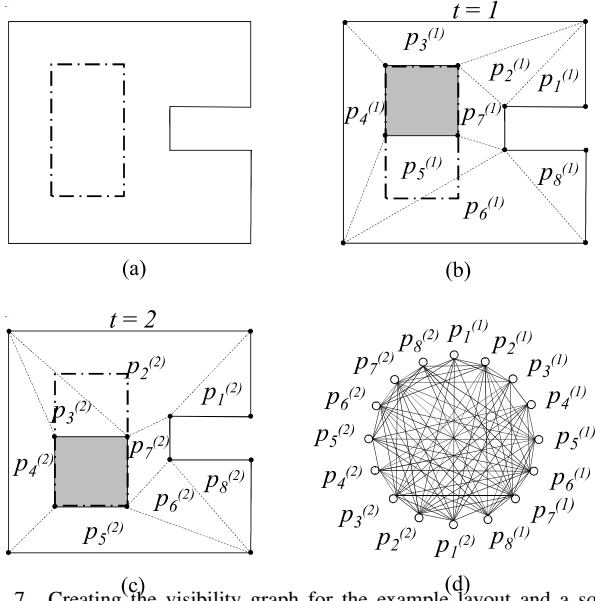 (a)
t = 1
p3(1)
p2(1)
p1(1)
p4(1)
p7(1)
p5(1)
p8(1)
p6(1)
(b)
t = 2
p2(2)
p1(2)
p3(2)
p7(2)
p4(2)
p8(2)
p6(2)
p5(2)
(c)
p1(1)
p2(1)
p3(1)
p4(1)
p5(1)
p6(1)
p7(1)
p8(1)
p1(2)
p2(2)
p3(2)
p4(2)
p5(2)
p6(2)
p7(2)
p8(2)
(d)
7. Creating the visibility graph for the example layout and a sq